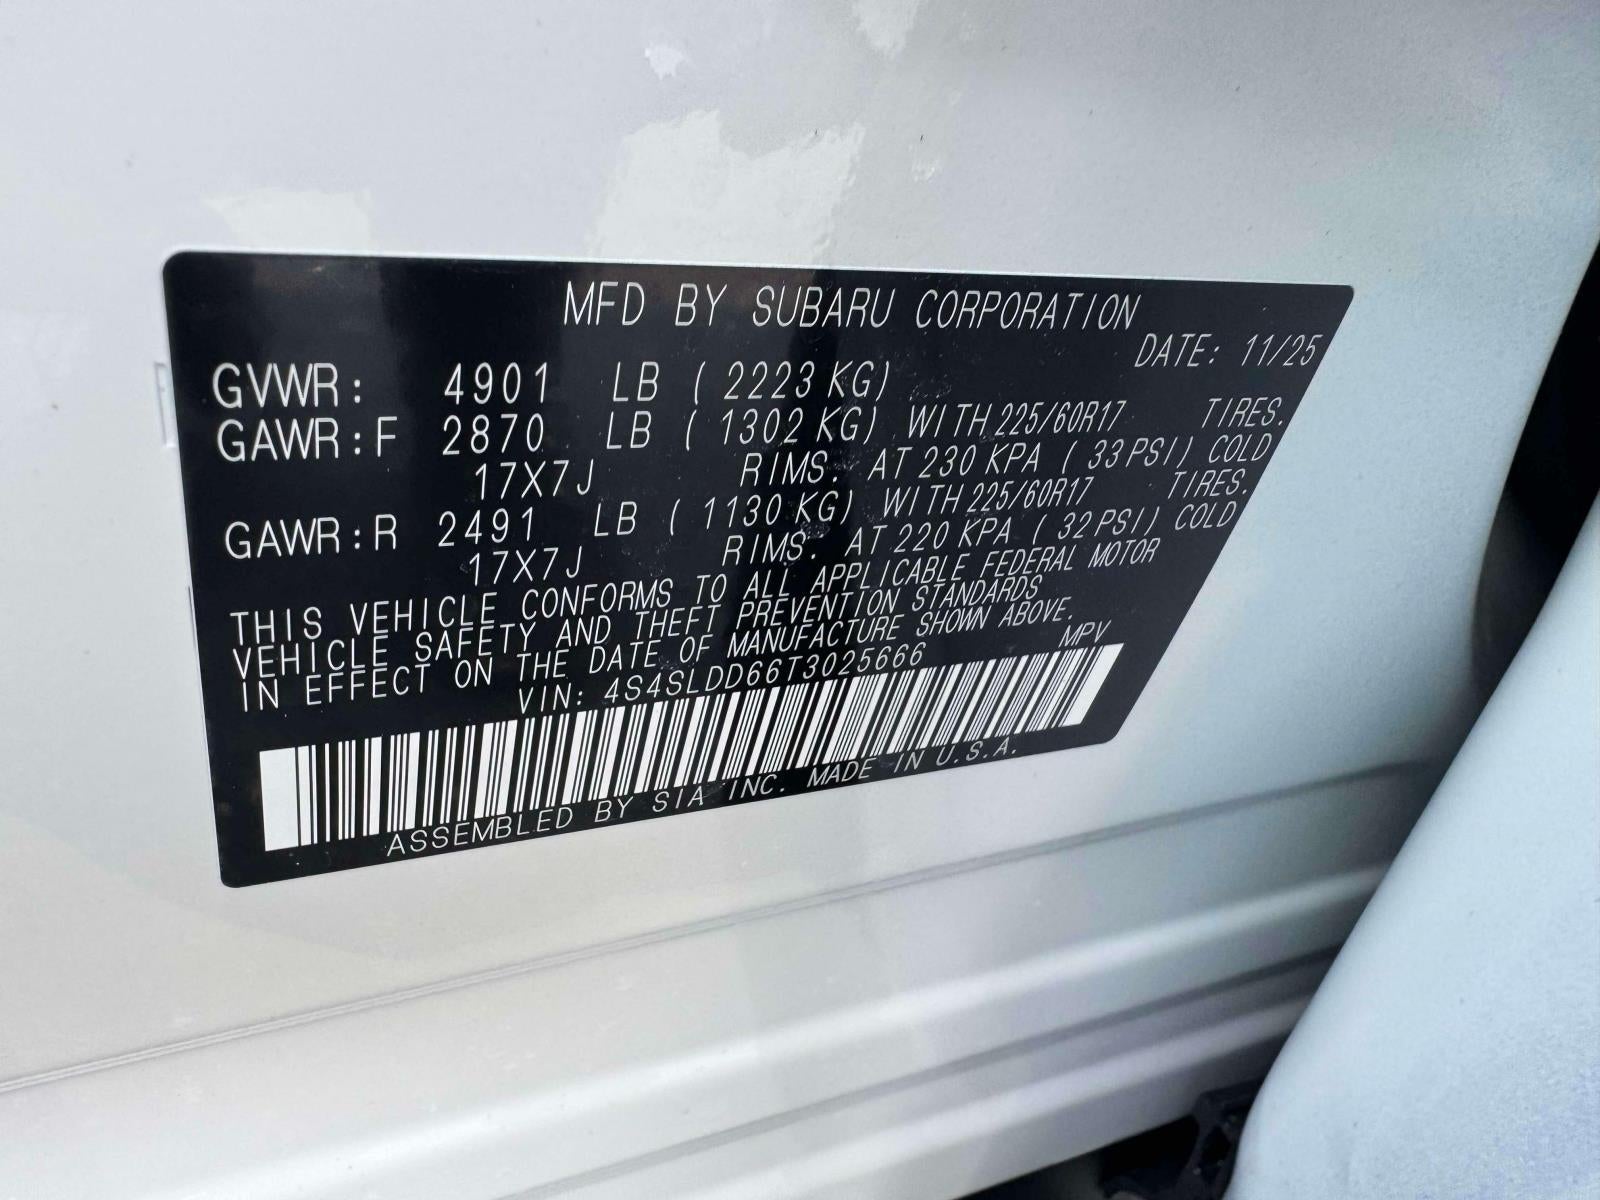 MFD BY SUBARU CORPORATION
DATE: 11/25
GVWR: 4901 LB (2223 KG)
GAWR:F 2870 LB (1302 KG) WITH 225/60R17 TIRES.
17X7J RIMS. AT 230 KPA (33 PSI) COLD
GAWR:R 2491 LB (1130 KG) WITH 225/60R17 TIRES.
17X7J RIMS. AT 220 KPA (32 PSI) COLD
THIS VEHICLE CONFORMS TO ALL APPLICABLE FEDERAL MOTOR
VEHICLE SAFETY AND THEFT PREVENTION STANDARDS
IN EFFECT ON THE DATE OF MANUFACTURE SHOWN ABOVE.
VIN: 4S4SLDD66T3025666 MPV
ASSEMBLED BY SIA INC. MADE IN U.S.A.